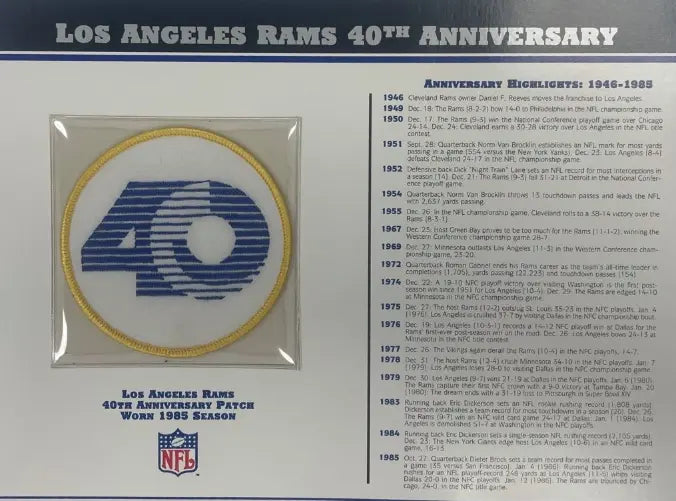 LOS ANGELES RAMS 40TH ANNIVERSARY
ANNIVERSARY HIGHLIGHTS: 1946-1985
1946 Cleveland Rams owner Daniel F. Reeves moves the franchise to Los Angeles.
1949 Dec. 18: The Rams (8-2-2) bow 14-0 to Philadelphia in the NFL championship game.
1950 Dec. 17: The Rams (9-3) win the National Conference playoff game over Chicago
24-14. Dec. 24: Cleveland earns a 30-28 victory over Los Angeles in the NFL title
contest.
1951 Sept. 28: Quarterback Norm Van Brocklin establishes an NFL mark for most yards
passing in a game (554 versus the New York Yanks). Dec. 23: Los Angeles (8-4)
defeats Cleveland 24-17 in the NFL championship game.
1952 Defensive back Dick "Night Train" Lane sets an NFL record for most interceptions in
a season (14). Dec. 21: The Rams (9-3) fall 31-21 at Detroit in the National Confer-
ence playoff game.
1954 Quarterback Norm Van Brocklin throws 13 touchdown passes and leads the NFL
with 2,637 yards passing.
1955 Dec. 26: In the NFL championship game, Cleveland rolls to a 38-14 victory over the
Rams (8-3-1).
1967 Dec. 23: Host Green Bay proves to be too much for the Rams (11-1-2), winning the
Western Conference championship game 28-7.
1969 Dec. 27: Minnesota outlasts Los Angeles (11-3) in the Western Conference cham-
pionship game, 23-20.
1972 Quarterback Roman Gabriel ends his Rams career as the team's all-time leader in
completions (1,705), yards passing (22,223) and touchdown passes (154).
1974 Dec. 22: A 19-10 NFC playoff victory over visiting Washington is the first post-
season win since 1951 for Los Angeles (10-4). Dec. 29: The Rams are edged 14-10
at Minnesota in the NFC championship game.
1975 Dec. 27: The host Rams (12-2) outslug St. Louis 35-23 in the NFC playoffs. Jan. 4
(1976): Los Angeles is crushed 37-7 by visiting Dallas in the NFC championship bout.
1976 Dec. 19: Los Angeles (10-3-1) records a 14-12 NFC playoff win at Dallas for the
Rams' first-ever post-season win on the road. Dec. 26: Los Angeles bows 24-13 at
Minnesota in the NFC title contest.
1977 Dec. 26: The Vikings again derail the Rams (10-4) in the NFC playoffs, 14-7.
1978 Dec. 31: The host Rams (12-4) crush Minnesota 34-10 in the NFC playoffs. Jan. 7
(1979): Los Angeles loses 28-0 to visiting Dallas in the NFC championship game.
1979 Dec. 30: Los Angeles (9-7) wins 21-19 at Dallas in the NFC playoffs. Jan. 6 (1980):
The Rams capture their first NFC crown with a 9-0 victory at Tampa Bay. Jan. 20
(1980): The dream ends with a 31-19 loss to Pittsburgh in Super Bowl XIV.
1983 Running back Eric Dickerson sets an NFL rookie rushing record (1,808 yards).
Dickerson establishes a team record for most touchdowns in a season (20). Dec. 26:
The Rams (9-7) win an NFC wild card game 24-17 at Dallas. Jan. 1 (1984): Los
Angeles is demolished 51-7 at Washington in the NFC playoffs.
1984 Running back Eric Dickerson sets a single-season NFL rushing record (2,105 yards).
Dec. 23: The New York Giants edge host Los Angeles (10-6) in an NFC wild card
game, 16-13.
1985 Oct. 27: Quarterback Dieter Brock sets a team record for most passes completed in
a game (35 versus San Francisco). Jan. 4 (1986): Running back Eric Dickerson
rushes for an NFL playoff-record 248 yards as Los Angeles (11-5) whips visiting
Dallas 20-0 in the NFC playoffs. Jan. 12 (1986): The Rams are trounced by Chi-
cago, 24-0, in the NFC title game.
40
LOS ANGELES RAMS
40TH ANNIVERSARY PATCH
WORN 1985 SEASON
NFL